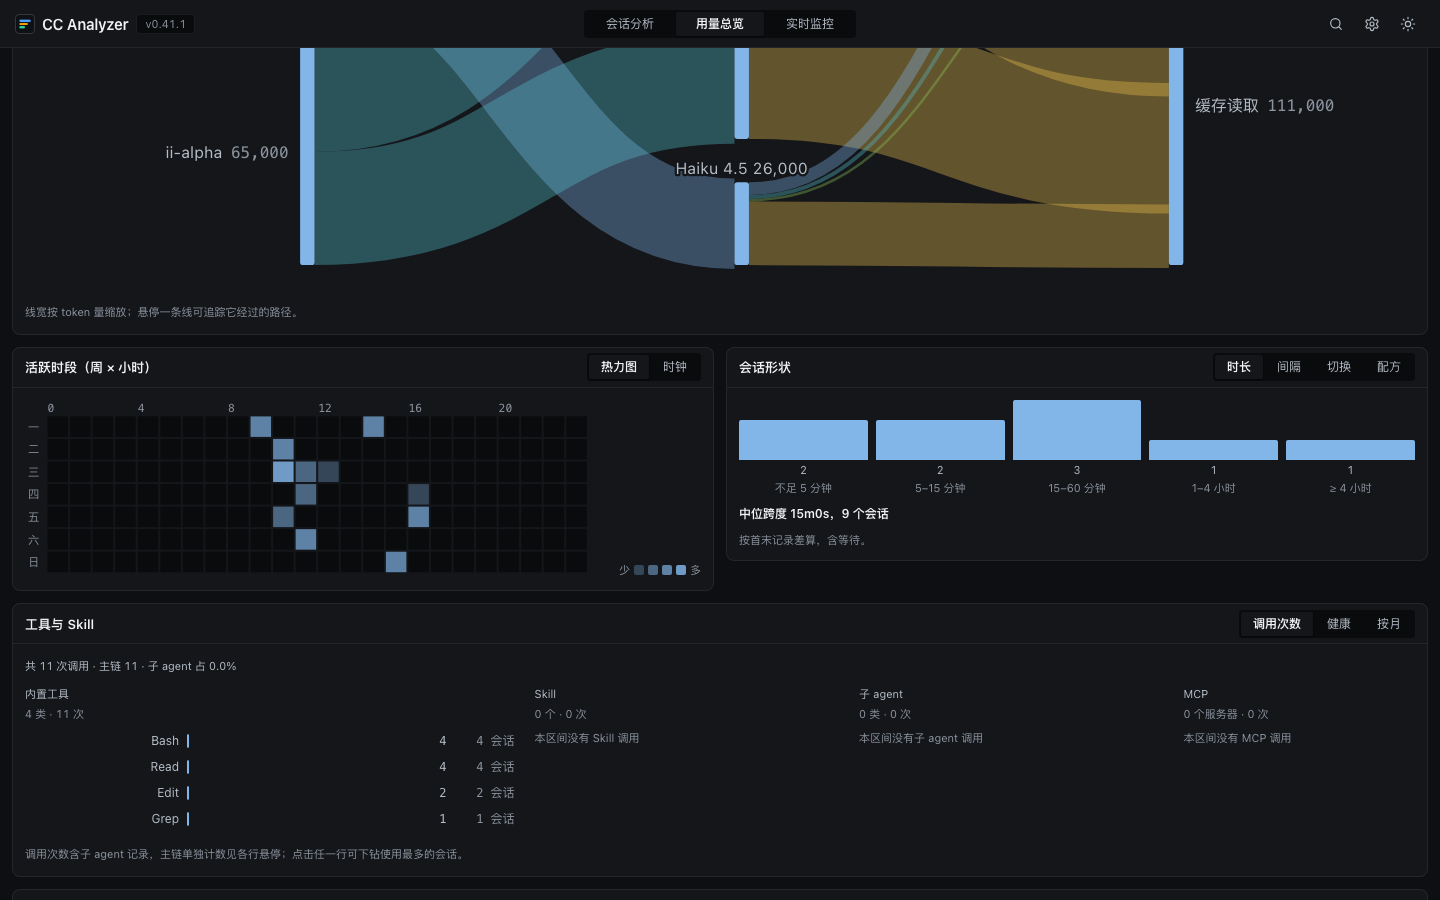 CC Analyzer v0.41.1 会话分析 用量总览 实时监控
缓存读取 111,000
ii-alpha 65,000
Haiku 4.5 26,000
线宽按 token 量缩放；悬停一条线可追踪它经过的路径。
活跃时段（周 × 小时） 热力图 时钟
0 4 8 12 16 20
一
二
三
四
五
六
日
少 多
会话形状 时长 间隔 切换 配方
2 2 3 1 1
不足 5 分钟 5–15 分钟 15–60 分钟 1–4 小时 ≥ 4 小时
中位跨度 15m0s，9 个会话
按首末记录差算，含等待。
工具与 Skill 调用次数 健康 按月
共 11 次调用 · 主链 11 · 子 agent 占 0.0%
内置工具 Skill 子 agent MCP
4 类 · 11 次 0 个 · 0 次 0 类 · 0 次 0 个服务器 · 0 次
本区间没有 Skill 调用 本区间没有子 agent 调用 本区间没有 MCP 调用
Bash 4 4 会话
Read 4 4 会话
Edit 2 2 会话
Grep 1 1 会话
调用次数含子 agent 记录，主链单独计数见各行悬停；点击任一行可下钻使用最多的会话。